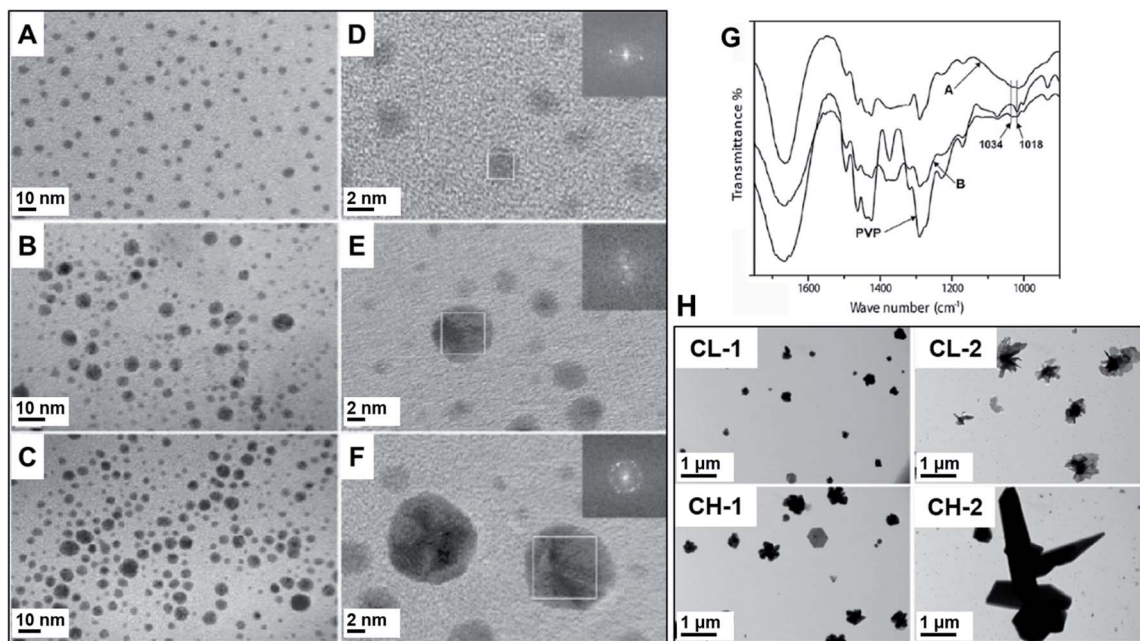 A
10 nm
B
10 nm
C
10 nm
D
2 nm
E
2 nm
F
2 nm
G
Transmittance %
A
1034 1018
B
PVP
1600 1400 1200 1000
Wave number (cm⁻¹)
H
CL-1
1 µm
CL-2
1 µm
CH-1
1 µm
CH-2
1 µm